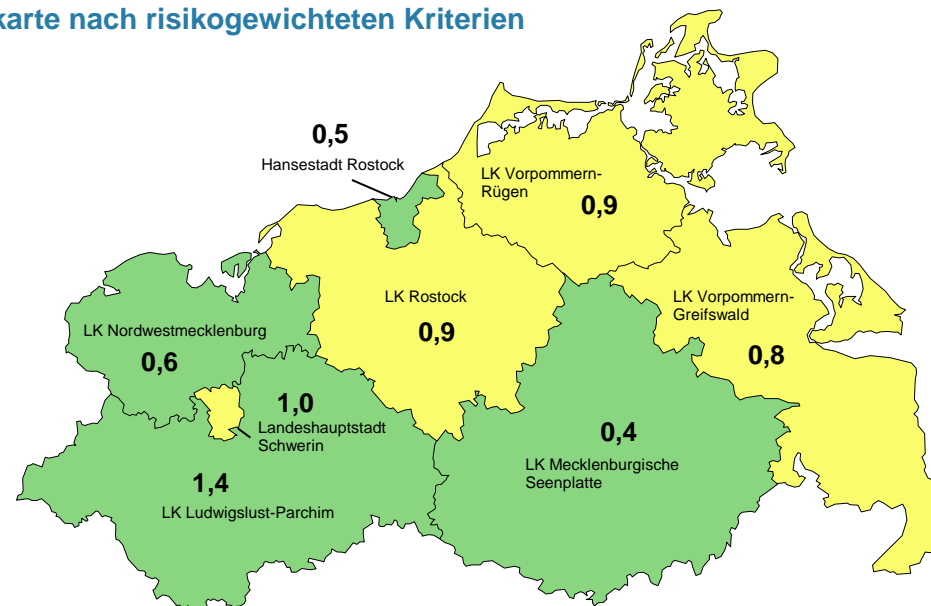 karte nach risikogewichteten Kriterien
0,5
Hansestadt Rostock
LK Vorpommern-
Rügen
0,9
LK Rostock
0,9
LK Vorpommern-
Greifswald
0,8
LK Nordwestmecklenburg
0,6
1,0
Landeshauptstadt
Schwerin
0,4
LK Mecklenburgische
Seenplatte
1,4
LK Ludwigslust-Parchim